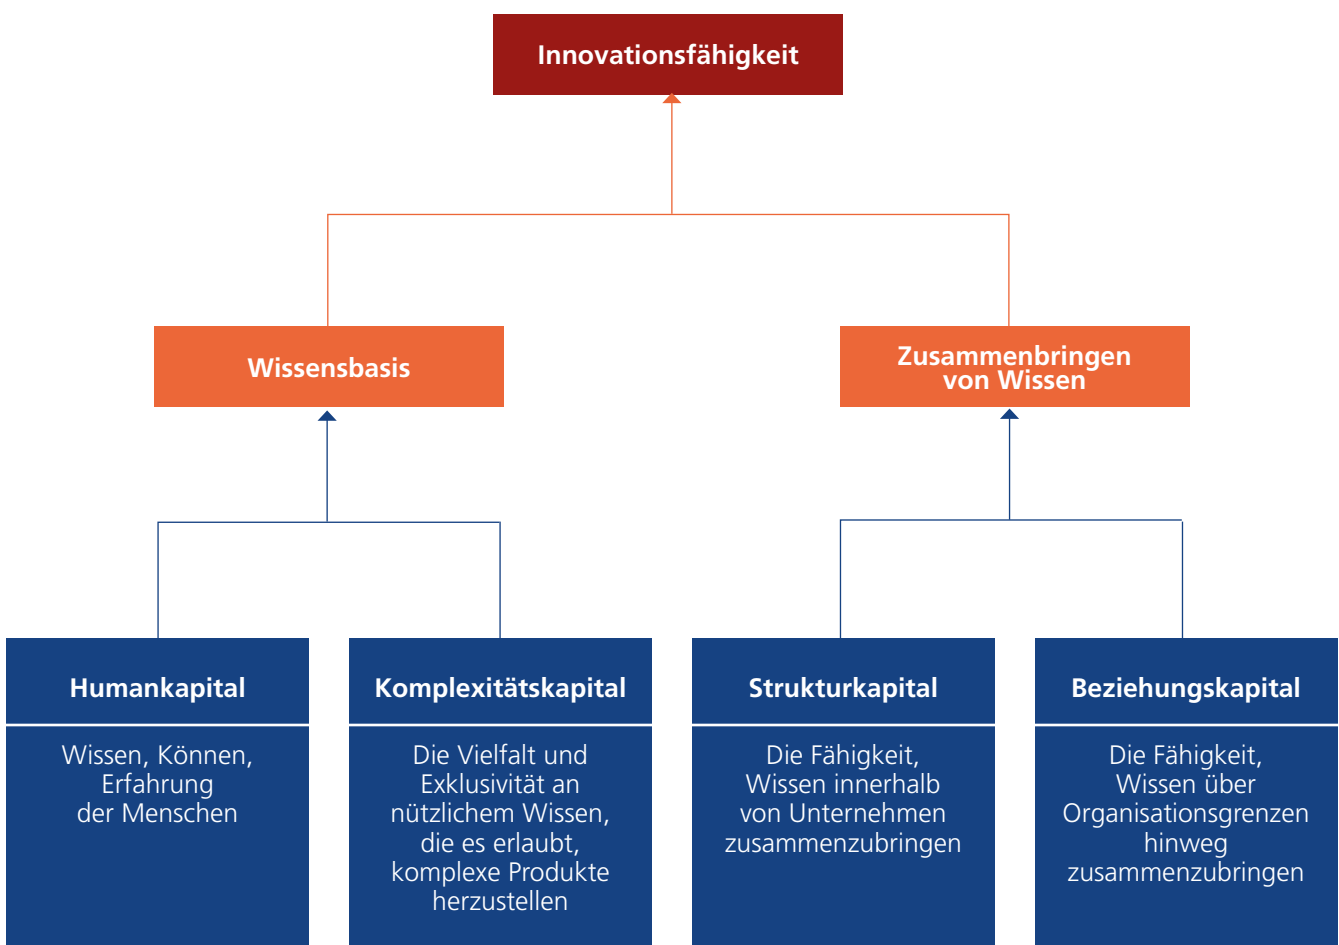 Innovationsfähigkeit
Wissensbasis
Zusammenbringen
von Wissen
Humankapital
Wissen, Können,
Erfahrung
der Menschen
Komplexitätskapital
Die Vielfalt und
Exklusivität an
nützlichem Wissen,
die es erlaubt,
komplexe Produkte
herzustellen
Strukturkapital
Die Fähigkeit,
Wissen innerhalb
von Unternehmen
zusammenzubringen
Beziehungskapital
Die Fähigkeit,
Wissen über
Organisationsgrenzen
hinweg
zusammenzubringen